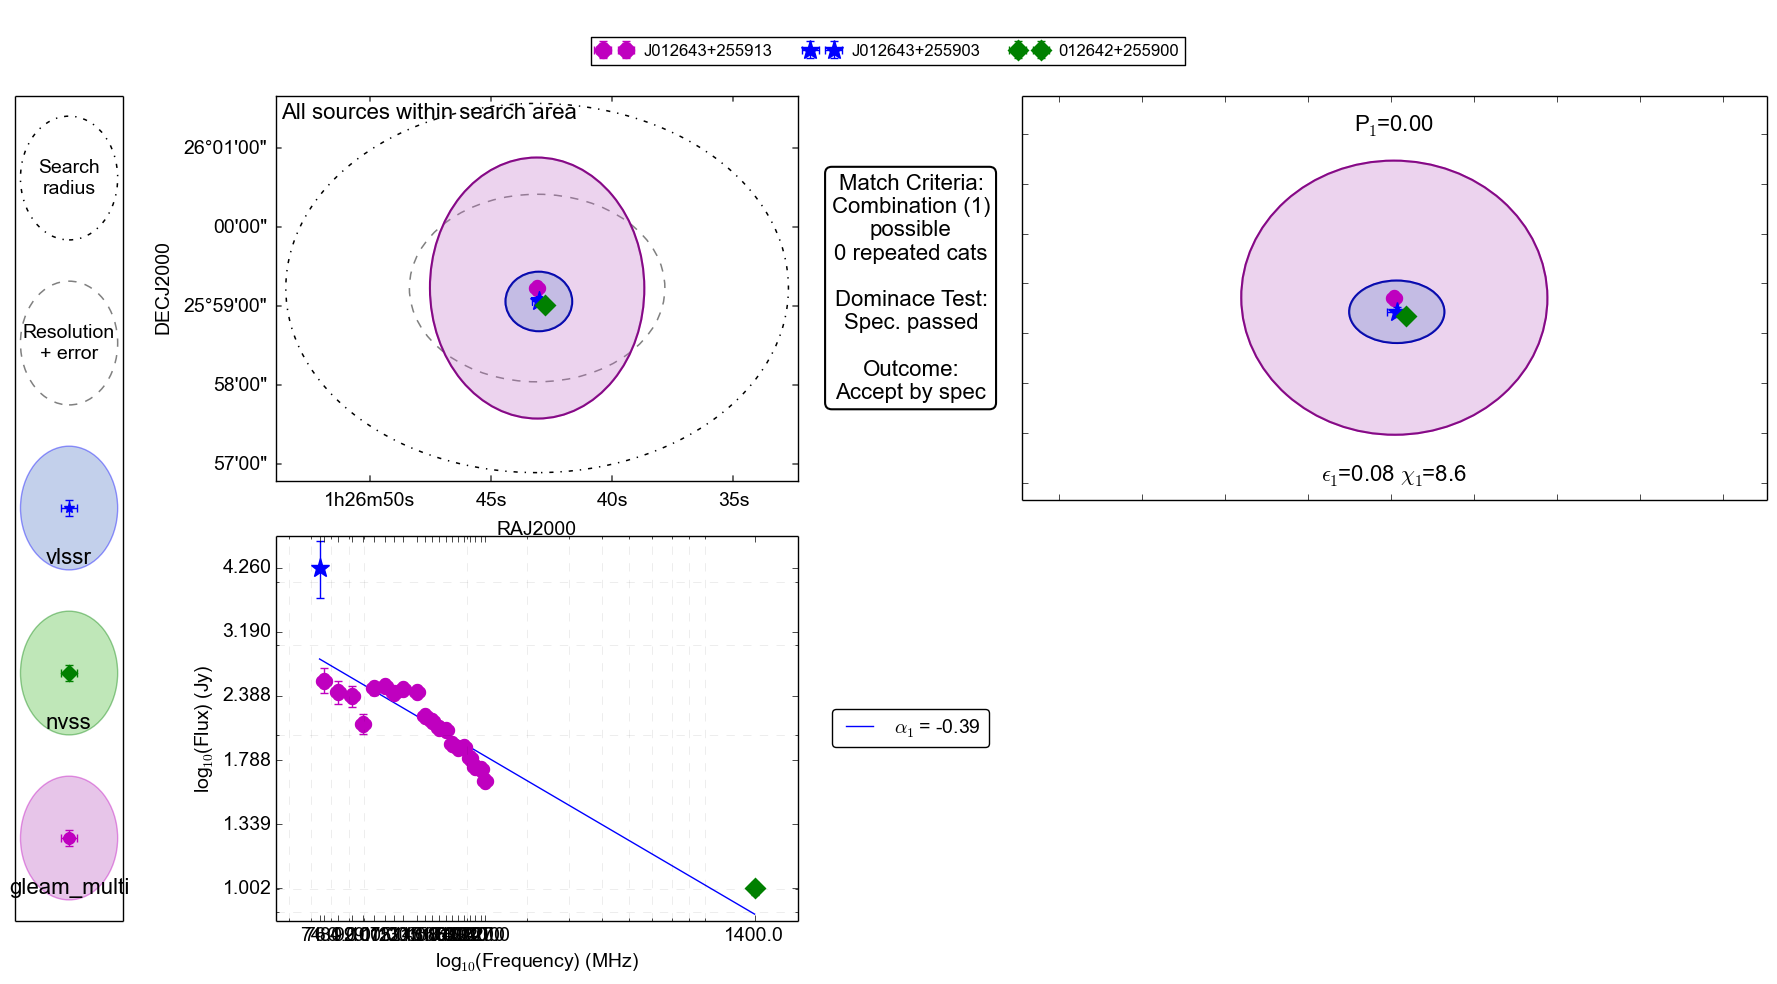 J012643+255913 J012643+255903 012642+255900
Search
radius
Resolution
+ error
vlssr
nvss
gleam_multi
All sources within search area
26°01'00"
00'00"
25°59'00"
58'00"
57'00"
DECJ2000
1h26m50s 45s 40s 35s
RAJ2000
Match Criteria:
Combination (1)
possible
0 repeated cats
Dominace Test:
Spec. passed
Outcome:
Accept by spec
P₁=0.00
ϵ₁=0.08 χ₁=8.6
4.260
3.190
2.388
1.788
1.339
1.002
log₁₀(Flux) (Jy)
1400.0
log₁₀(Frequency) (MHz)
α₁ = -0.39